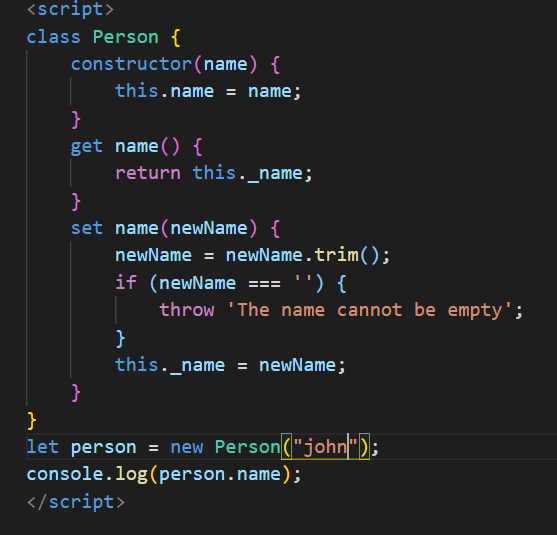 <script>
class Person {
constructor(name) {
this.name = name;
}
get name() {
return this._name;
}
set name(newName) {
newName = newName.trim();
if (newName === '') {
throw 'The name cannot be empty';
}
this._name = newName;
}
}
let person = new Person("john");
console.log(person.name);
</script>